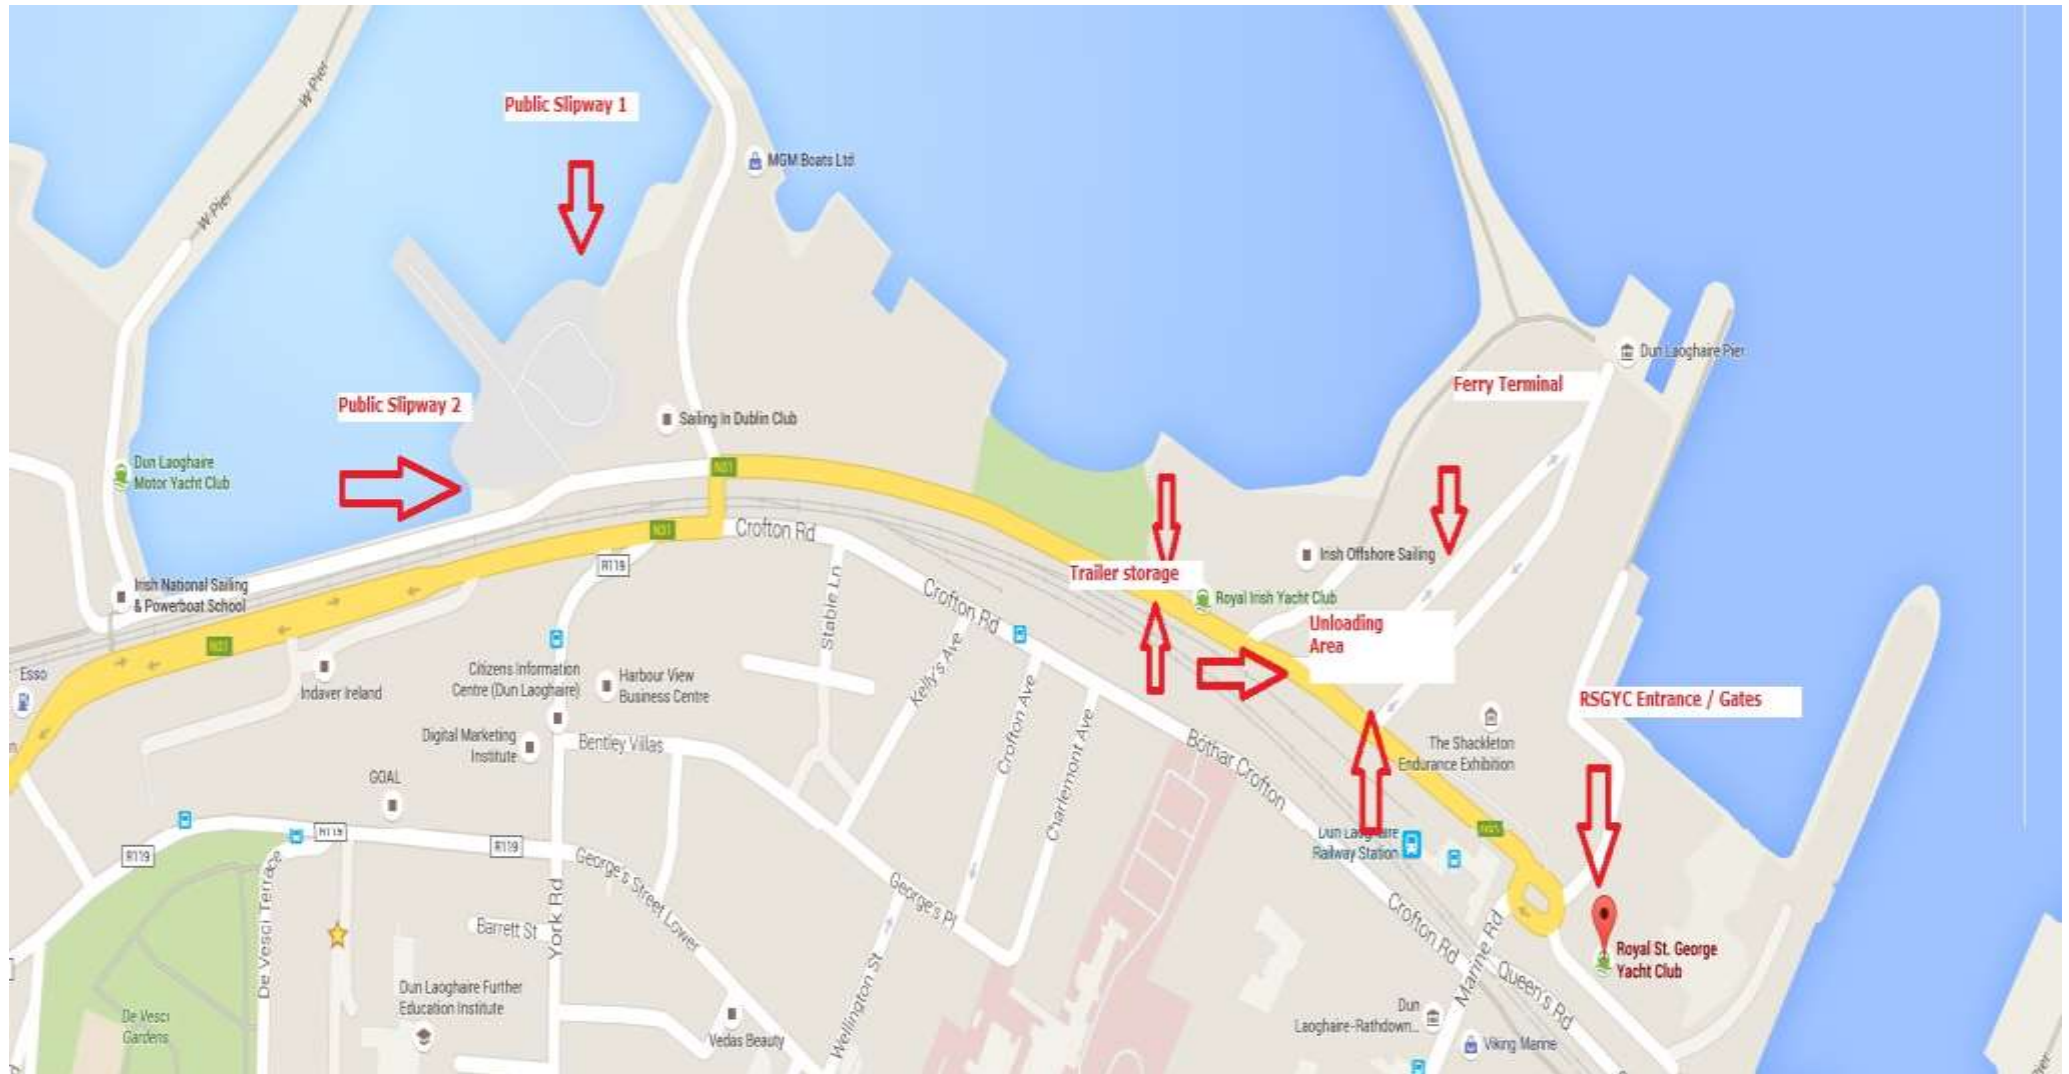 W Pier
W Pier
Public Slipway 1
MGM Boats Ltd
Dun Laoghaire Pier
Ferry Terminal
Public Slipway 2
Sailing In Dublin Club
Dun Laoghaire
Motor Yacht Club
N31
N31
Crofton Rd
R119
Irish Offshore Sailing
Trailer storage
Royal Irish Yacht Club
Irish National Sailing
& Powerboat School
Stable Ln
Crofton Rd
Unloading
Area
N31
Esso
Indaver Ireland
Citizens Information
Centre (Dun Laoghaire)
Harbour View
Business Centre
Kelly's Ave
Crofton Ave
Charlemont Ave
RSGYC Entrance / Gates
Digital Marketing
Institute
Bentley Villas
Bóthar Crofton
The Shackleton
Endurance Exhibition
GOAL
R119
R119
R119
N31
Dun Laoghaire
Railway Station
De Vesci Terrace
York Rd
George's Street Lower
George's Pl
Crofton Rd
Marine Rd
Barrett St
Wellington St
Queen's Rd
Royal St. George
Yacht Club
Dun Laoghaire Further
Education Institute
De Vesci
Gardens
Vedas Beauty
Dun
Laoghaire-Rathdown...
Viking Marine